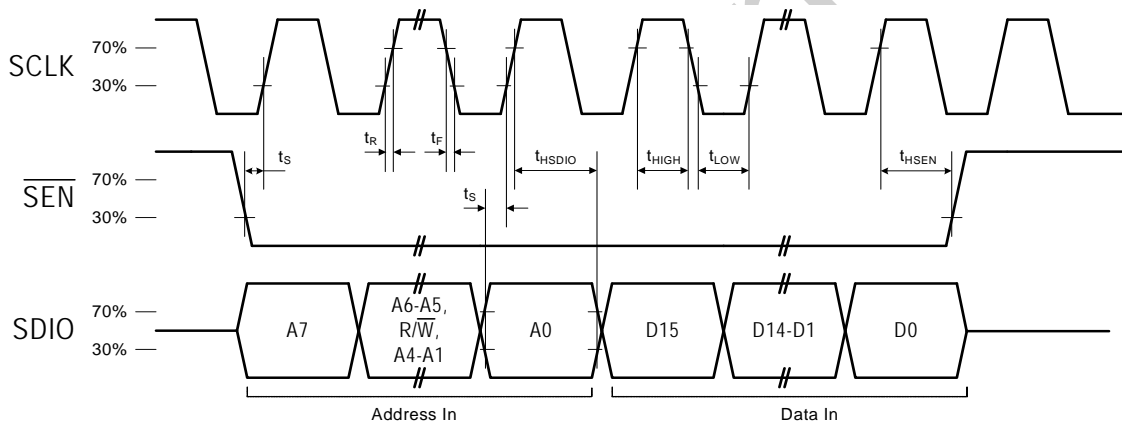 SCLK
70%
30%
tS
tR
tF
tHSDIO
tHIGH
tLOW
tHSEN
tS
SEN
70%
30%
SDIO
70%
30%
A7
A6-A5,
R/W,
A4-A1
A0
D15
D14-D1
D0
Address In
Data In